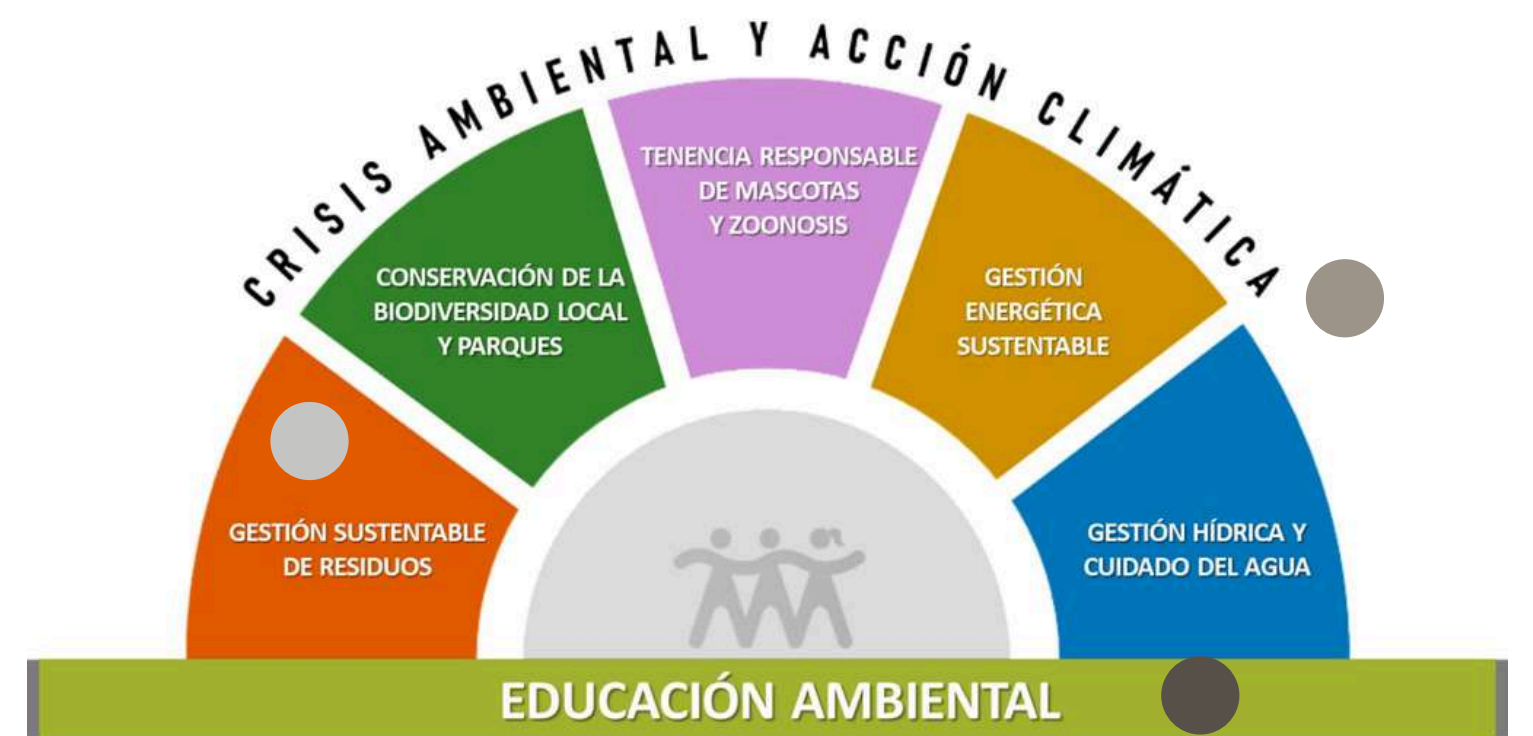 CRISIS AMBIENTAL Y ACCIÓN CLIMÁTICA
TENENCIA RESPONSABLE
DE MASCOTAS
Y ZOONOSIS
CONSERVACIÓN DE LA
BIODIVERSIDAD LOCAL
Y PARQUES
GESTIÓN
ENERGÉTICA
SUSTENTABLE
GESTIÓN SUSTENTABLE
DE RESIDUOS
GESTIÓN HÍDRICA Y
CUIDADO DEL AGUA
EDUCACIÓN AMBIENTAL